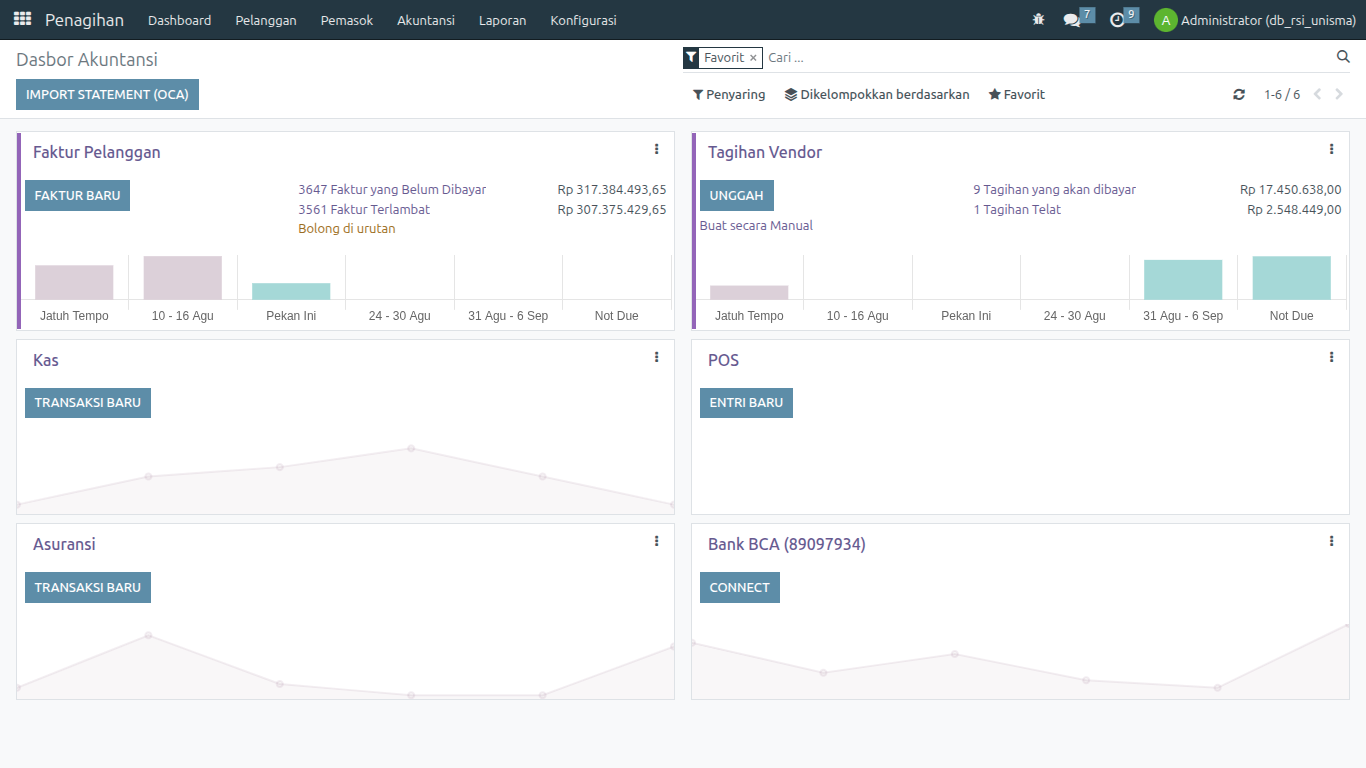 Penagihan Dashboard Pelanggan Pemasok Akuntansi Laporan Konfigurasi 7 9 A Administrator (db_rsi_unisma)
Dasbor Akuntansi
Favorit × Cari ...
IMPORT STATEMENT (OCA)
Penyaring Dikelompokkan berdasarkan Favorit 1-6 / 6
Faktur Pelanggan
FAKTUR BARU
3647 Faktur yang Belum Dibayar Rp 317.384.493,65
3561 Faktur Terlambat Rp 307.375.429,65
Bolong di urutan
Jatuh Tempo 10 - 16 Agu Pekan Ini 24 - 30 Agu 31 Agu - 6 Sep Not Due
Tagihan Vendor
UNGGAH
Buat secara Manual
9 Tagihan yang akan dibayar Rp 17.450.638,00
1 Tagihan Telat Rp 2.548.449,00
Jatuh Tempo 10 - 16 Agu Pekan Ini 24 - 30 Agu 31 Agu - 6 Sep Not Due
Kas
TRANSAKSI BARU
POS
ENTRI BARU
Asuransi
TRANSAKSI BARU
Bank BCA (89097934)
CONNECT